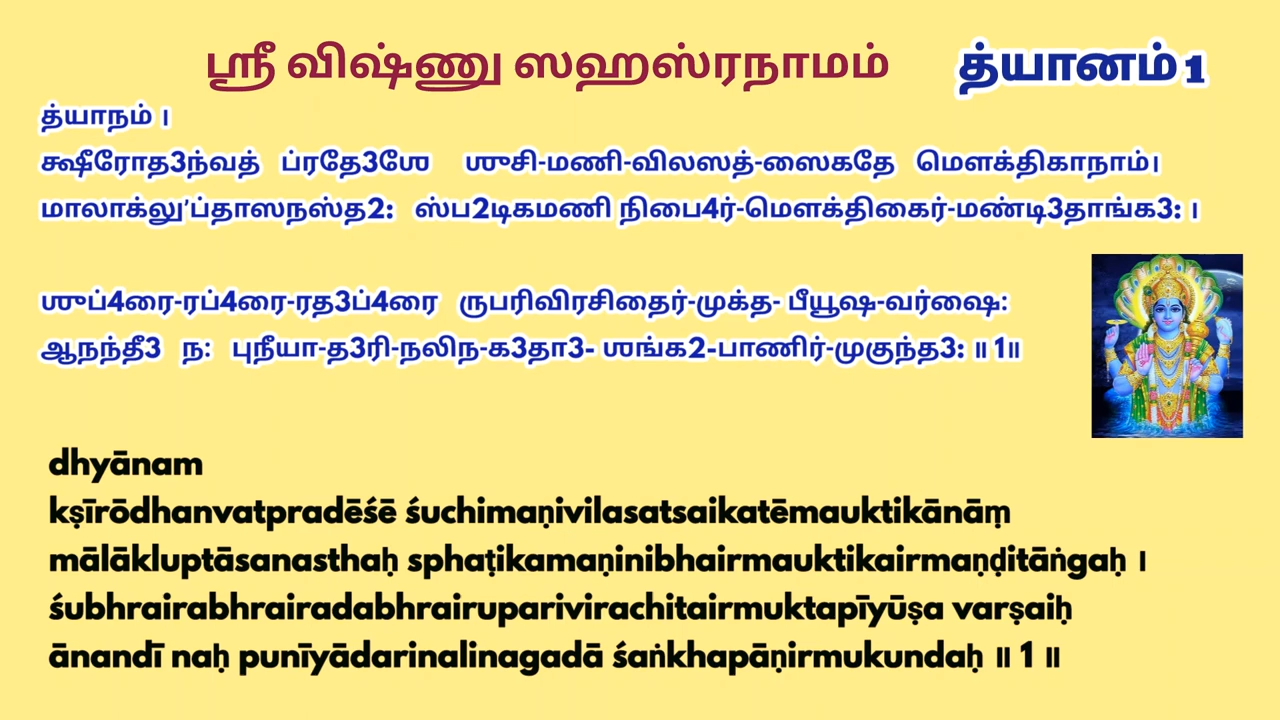 ஸ்ரீ விஷ்ணு ஸஹஸ்ரநாமம் த்யானம் 1
த்யாநம் ।
க்ஷீரோத3ந்வத் ப்ரதே3ஶே ஶுசி-மணி-விலஸத்-ஸைகதே மௌக்திகாநாம்।
மாலாக்லு’ப்தாஸநஸ்த2: ஸ்ப2டிகமணி நிபை4ர்-மௌக்திகைர்-மண்டி3தாங்க3: ।
ஶுப்4ரை-ரப்4ரை-ரத3ப்4ரை ருபரிவிரசிதைர்-முக்த- பீயூஷ-வர்ஷை:
ஆநந்தீ3 ந: புநீயா-த3ரி-நலிந-க3தா3- ஶங்க2-பாணிர்-முகுந்த3: ॥ 1॥
dhyānam
kṣīrōdhanvatpradēśē śuchimaṇivilasatsaikatēmauktikānāṃ
mālākluptāsanasthaḥ sphaṭikamaṇinibhairmauktikairmaṇḍitāṅgaḥ ।
śubhrairabhrairadabhrairuparivirachitairmuktapīyūṣa varṣaiḥ
ānandī naḥ punīyādarinalinagadā śaṅkhapāṇirmukundaḥ ॥ 1 ॥